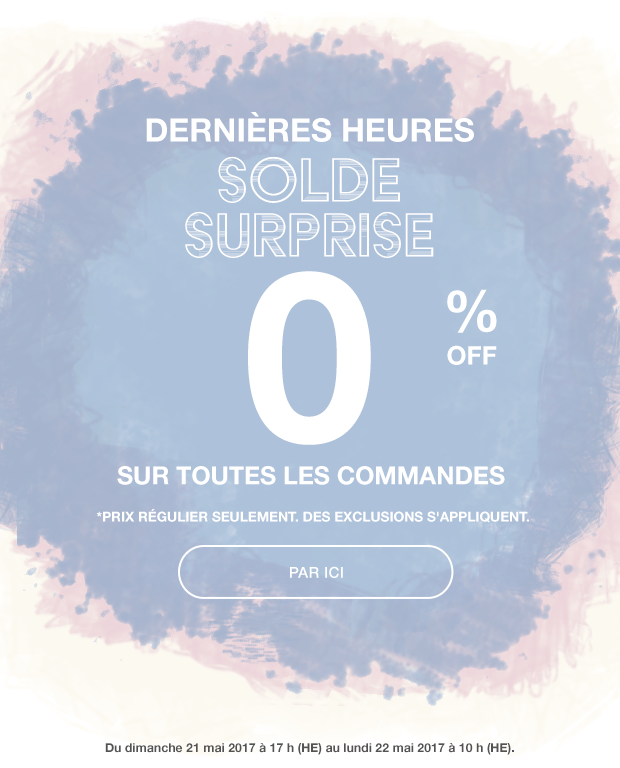 DERNIÈRES HEURES
SOLDE
SURPRISE
0
%
OFF
SUR TOUTES LES COMMANDES
*PRIX RÉGULIER SEULEMENT. DES EXCLUSIONS S'APPLIQUENT.
PAR ICI
Du dimanche 21 mai 2017 à 17 h (HE) au lundi 22 mai 2017 à 10 h (HE).